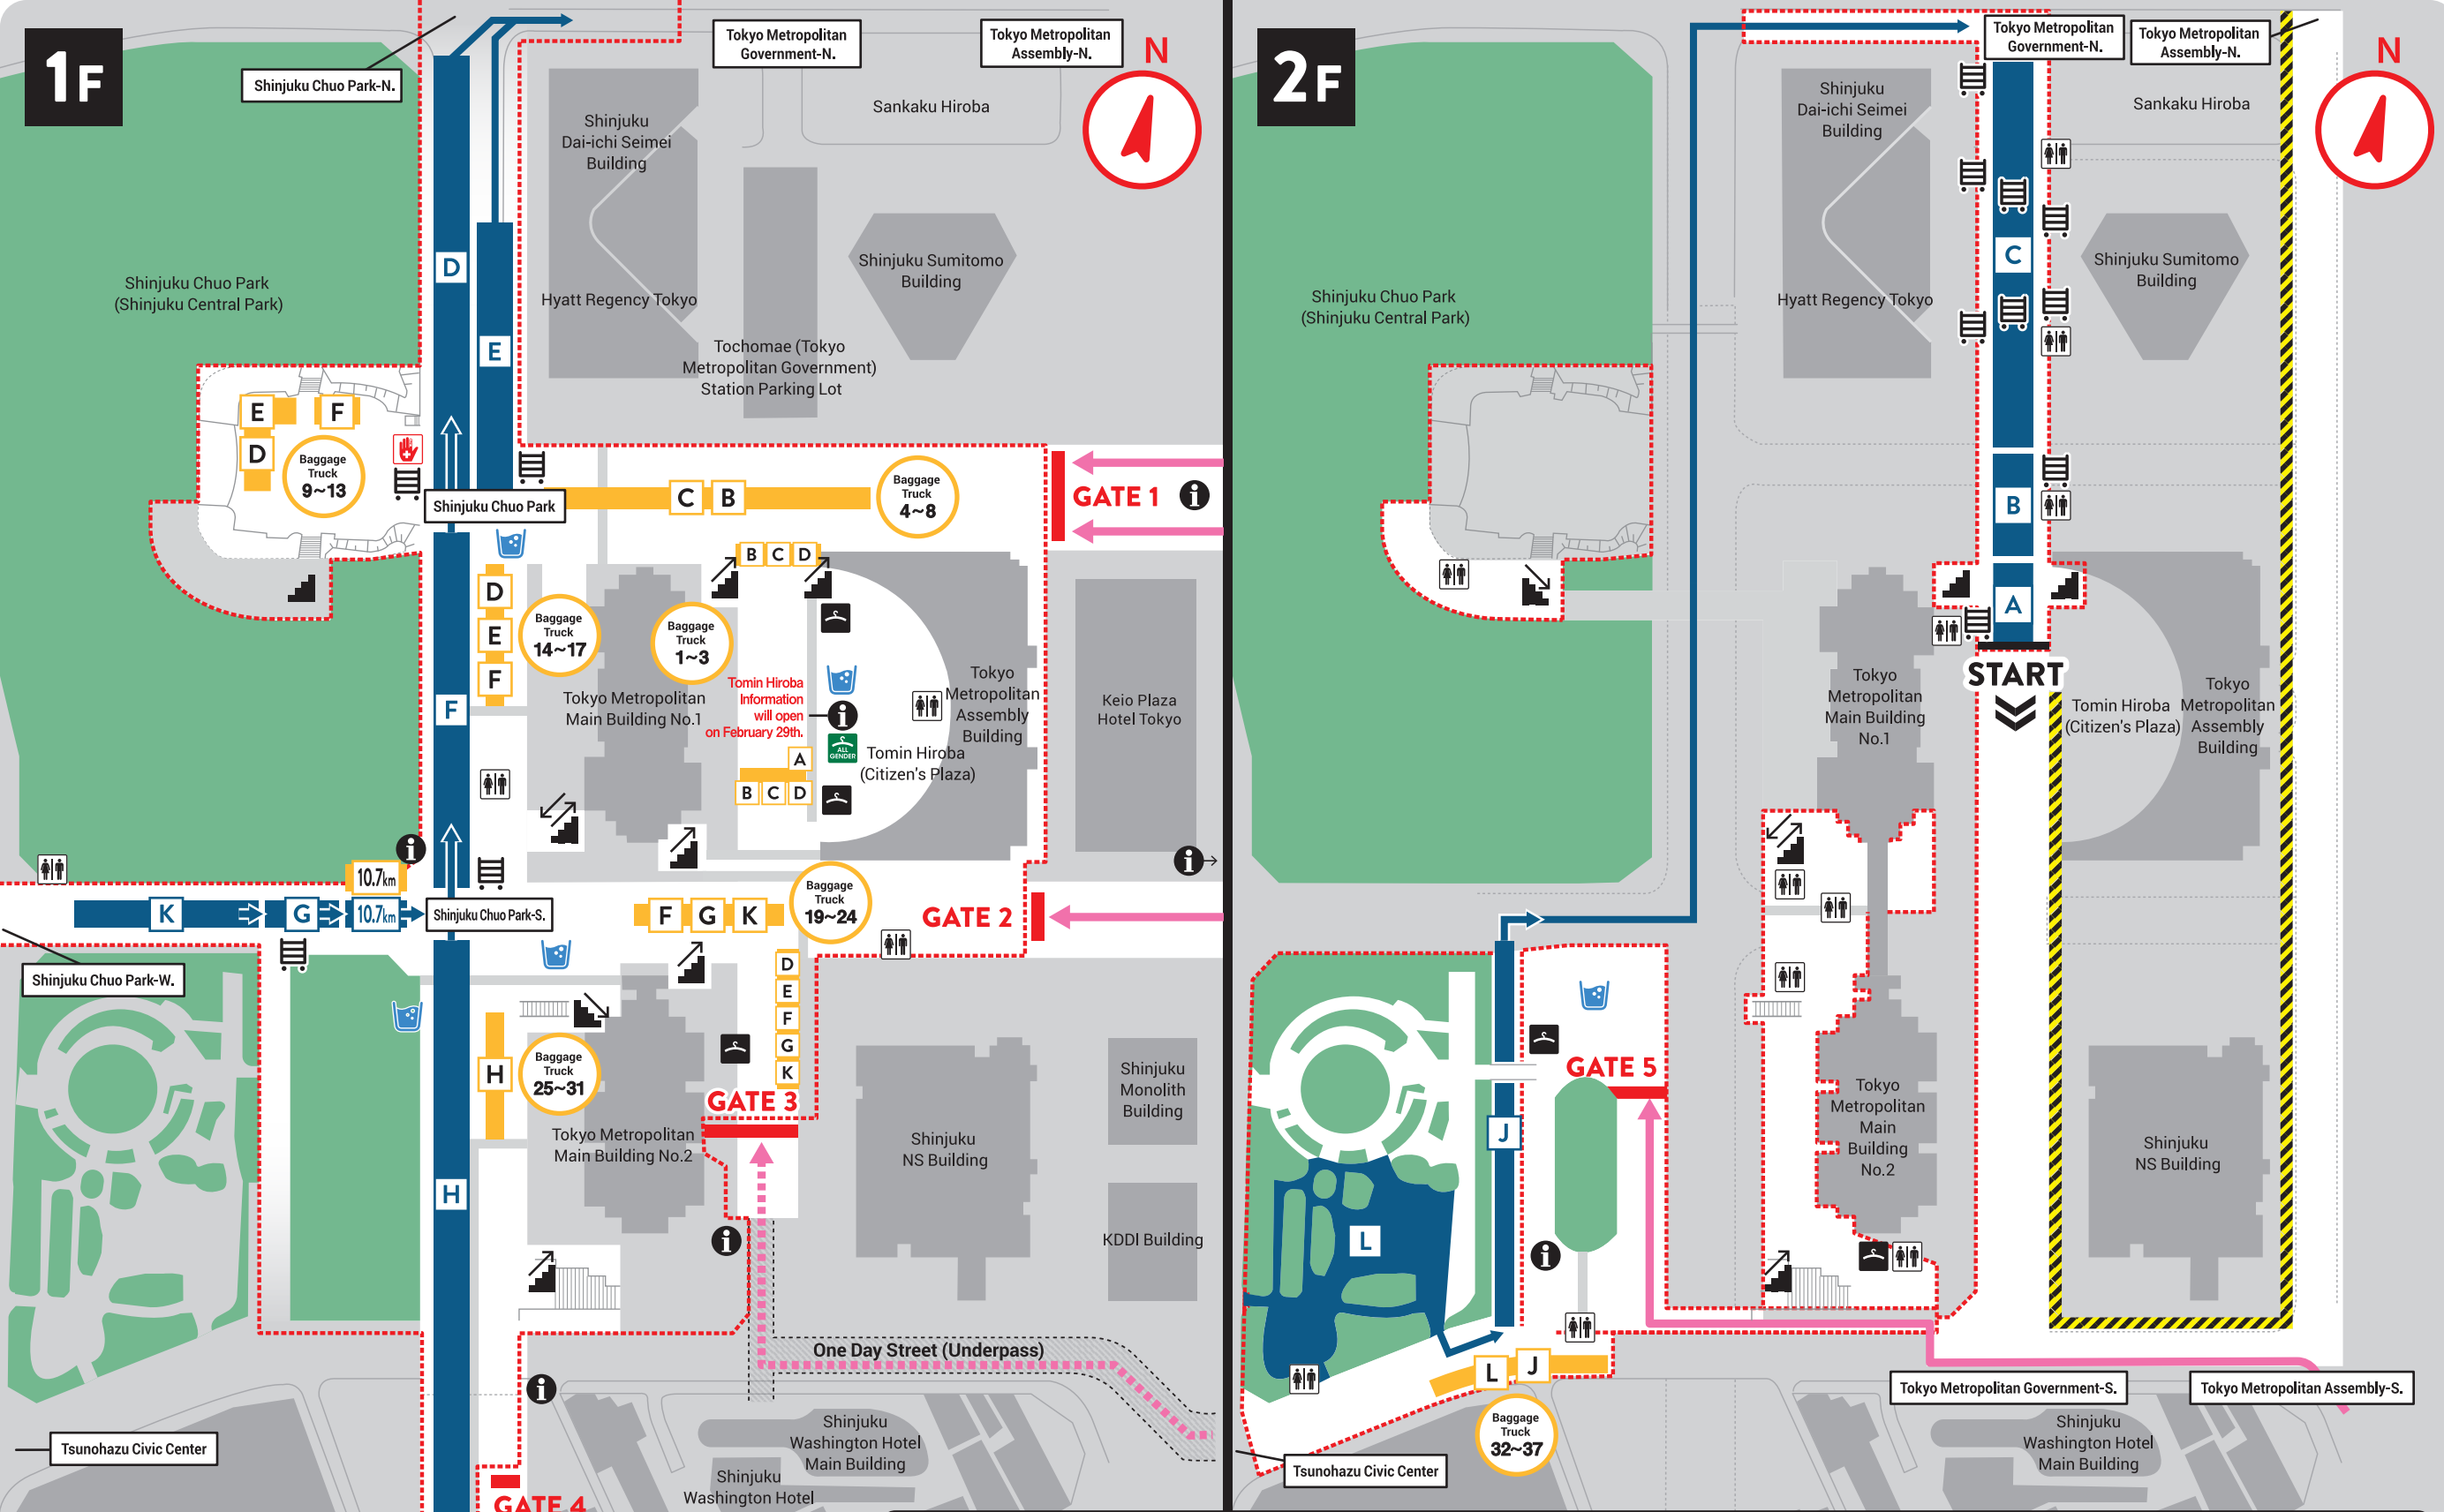 1F
Shinjuku Chuo Park-N.
Tokyo Metropolitan
Government-N.
Tokyo Metropolitan
Assembly-N.
N
Sankaku Hiroba
Shinjuku
Dai-ichi Seimei
Building
D
Shinjuku Sumitomo
Building
Shinjuku Chuo Park
(Shinjuku Central Park)
Hyatt Regency Tokyo
E
Tochomae (Tokyo
Metropolitan Government)
Station Parking Lot
E
F
D
Baggage
Truck
9~13
Shinjuku Chuo Park
C
B
Baggage
Truck
4~8
GATE 1
i
B
C
D
D
E
F
Baggage
Truck
14~17
Baggage
Truck
1~3
Tokyo Metropolitan
Main Building No.1
Tomin Hiroba
Information
will open
on February 29th.
i
ALL
GENDER
Tokyo
Metropolitan
Assembly
Building
Keio Plaza
Hotel Tokyo
F
A
B
C
D
Tomin Hiroba
(Citizen's Plaza)
i
i
10.7km
K
G
10.7km
Shinjuku Chuo Park-S.
F
G
K
Baggage
Truck
19~24
GATE 2
Shinjuku Chuo Park-W.
D
E
F
G
K
H
Baggage
Truck
25~31
GATE 3
Tokyo Metropolitan
Main Building No.2
Shinjuku
NS Building
Shinjuku
Monolith
Building
H
i
KDDI Building
One Day Street (Underpass)
i
Tsunohazu Civic Center
Shinjuku
Washington Hotel
Main Building
Shinjuku
Washington Hotel
GATE 4
2F
Tokyo Metropolitan
Government-N.
Tokyo Metropolitan
Assembly-N.
N
Shinjuku
Dai-ichi Seimei
Building
Sankaku Hiroba
C
Shinjuku Sumitomo
Building
Shinjuku Chuo Park
(Shinjuku Central Park)
Hyatt Regency Tokyo
B
A
START
Tokyo
Metropolitan
Main Building
No.1
Tomin Hiroba
(Citizen's Plaza)
Tokyo
Metropolitan
Assembly
Building
GATE 5
J
Tokyo
Metropolitan
Main
Building
No.2
Shinjuku
NS Building
L
i
L
J
Baggage
Truck
32~37
Tokyo Metropolitan Government-S.
Tokyo Metropolitan Assembly-S.
Tsunohazu Civic Center
Shinjuku
Washington Hotel
Main Building